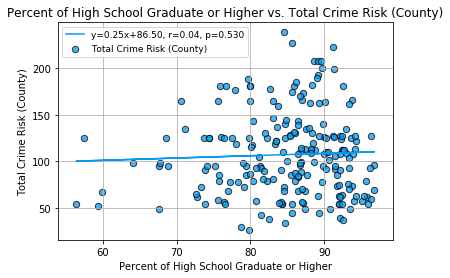 Percent of High School Graduate or Higher vs. Total Crime Risk (County)
y=0.25x+86.50, r=0.04, p=0.530
Total Crime Risk (County)
200
150
100
50
Total Crime Risk (County)
60 70 80 90
Percent of High School Graduate or Higher